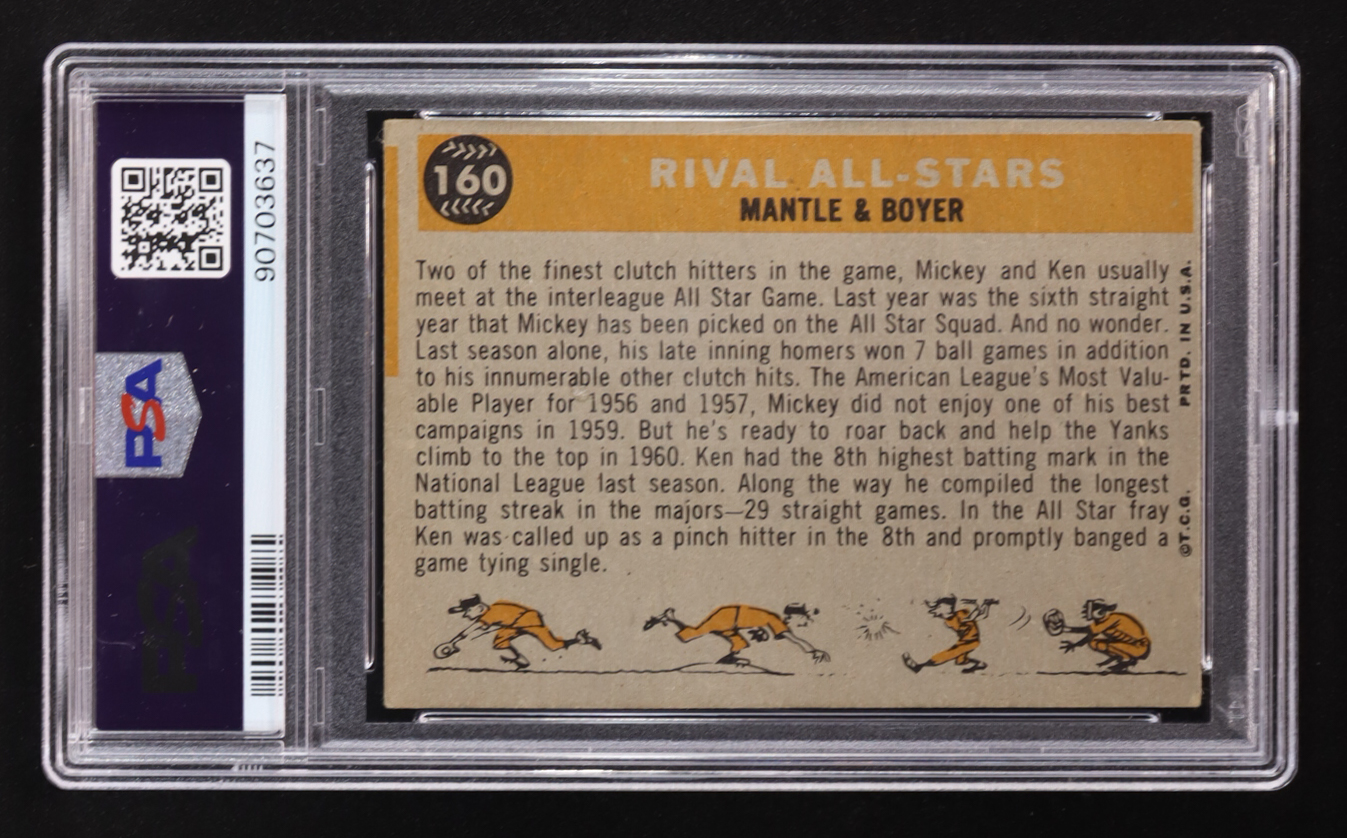 160
RIVAL ALL-STARS
MANTLE & BOYER
Two of the finest clutch hitters in the game, Mickey and Ken usually
meet at the interleague All Star Game. Last year was the sixth straight
year that Mickey has been picked on the All Star Squad. And no wonder.
Last season alone, his late inning homers won 7 ball games in addition
to his innumerable other clutch hits. The American League's Most Valu-
able Player for 1956 and 1957, Mickey did not enjoy one of his best
campaigns in 1959. But he's ready to roar back and help the Yanks
climb to the top in 1960. Ken had the 8th highest batting mark in the
National League last season. Along the way he compiled the longest
batting streak in the majors—29 straight games. In the All Star fray
Ken was called up as a pinch hitter in the 8th and promptly banged a
game tying single.
©T.C.G. PRTD. IN U.S.A.
90703637
PSA
PSA